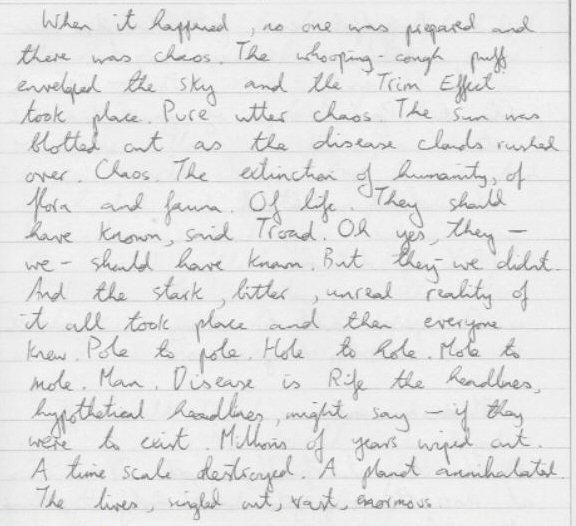 When it happened, no one was prepared and
there was chaos. The whooping-cough puff
enveloped the sky and the Trim Effect
took place. Pure utter chaos. The sun was
blotted out as the disease clouds rushed
over. Chaos. The extinction of humanity, of
flora and fauna. Of life. They should
have known, said Troad. Oh yes, they –
we – should have known. But they–we didnt.
And the stark, bitter, unreal reality of
it all took place and then everyone
knew. Pole to pole. Hole to hole. Mole to
mole. Man. Disease is Rife the headlines,
hypothetical headlines, might say – if they
were to exist. Millions of years wiped out.
A time scale destroyed. A planet annihalated.
The lives, singled out, vast, enormous.